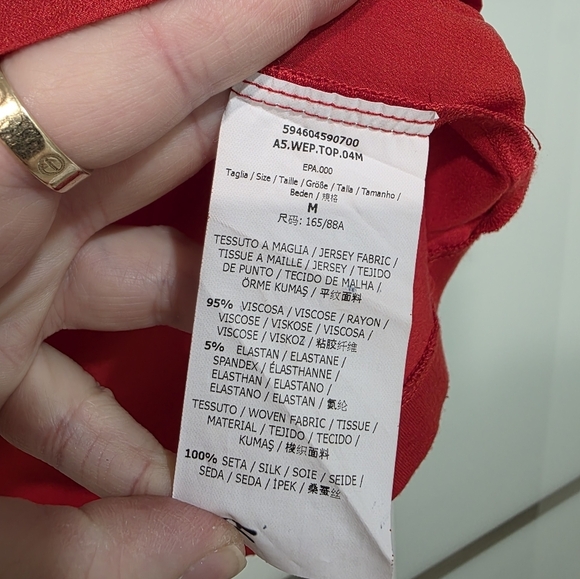 594604590700
A5.WEP.TOP.04M
EPA.000
Taglia / Size / Taille / Größe / Talla / Tamanho /
Beden / 規格
M
尺码: 165/88A
TESSUTO A MAGLIA / JERSEY FABRIC /
TISSUE A MAILLE / JERSEY / TEJIDO
DE PUNTO / TECIDO DE MALHA /
ÖRME KUMAŞ / 平纹面料
95% VISCOSA / VISCOSE / RAYON /
VISCOSE / VISKOSE / VISCOSA /
VISCOSE / VISKOZ / 粘胶纤维
5% ELASTAN / ELASTANE /
SPANDEX / ÉLASTHANNE /
ELASTHAN / ELASTANO /
ELASTANO / ELASTAN / 氨纶
TESSUTO / WOVEN FABRIC / TISSUE /
MATERIAL / TEJIDO / TECIDO /
KUMAŞ / 梭织面料
100% SETA / SILK / SOIE / SEIDE /
SEDA / SEDA / İPEK / 桑蚕丝